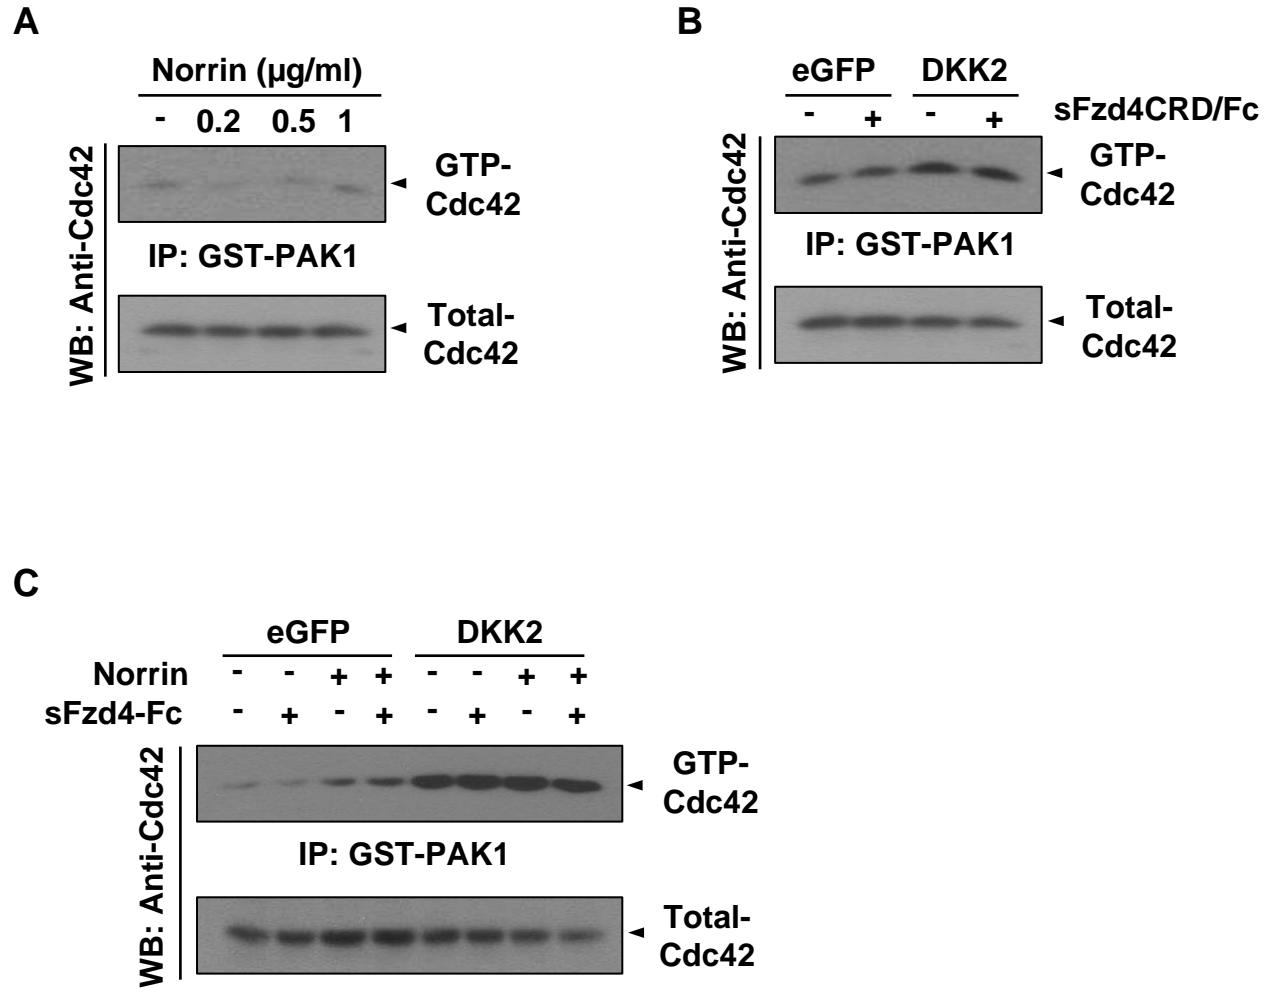 A
Norrin (µg/ml)
- 0.2 0.5 1
WB: Anti-Cdc42
GTP-
Cdc42
IP: GST-PAK1
Total-
Cdc42
B
eGFP DKK2
- + - + sFzd4CRD/Fc
WB: Anti-Cdc42
GTP-
Cdc42
IP: GST-PAK1
Total-
Cdc42
C
eGFP DKK2
Norrin - - + + - - + +
sFzd4-Fc - + - + - + - +
WB: Anti-Cdc42
GTP-
Cdc42
IP: GST-PAK1
Total-
Cdc42